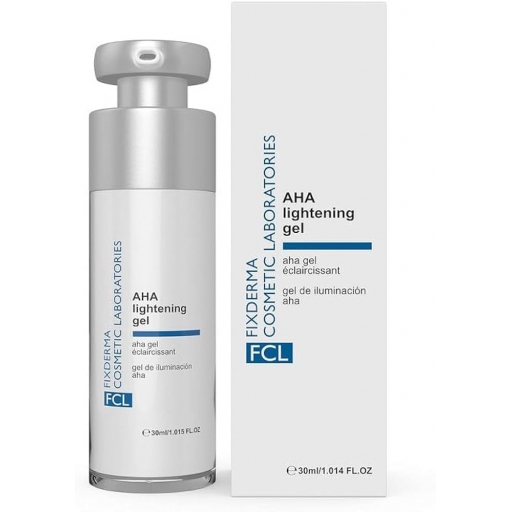 FIXDERMA
COSMETIC LABORATORIES
FCL
AHA
lightening
gel
aha gel
éclaircissant
gel de iluminación
aha
℮30ml/1.015 FL.OZ
FIXDERMA
COSMETIC LABORATORIES
FCL
AHA
lightening
gel
aha gel
éclaircissant
gel de iluminación
aha
℮30ml/1.014 FL.OZ